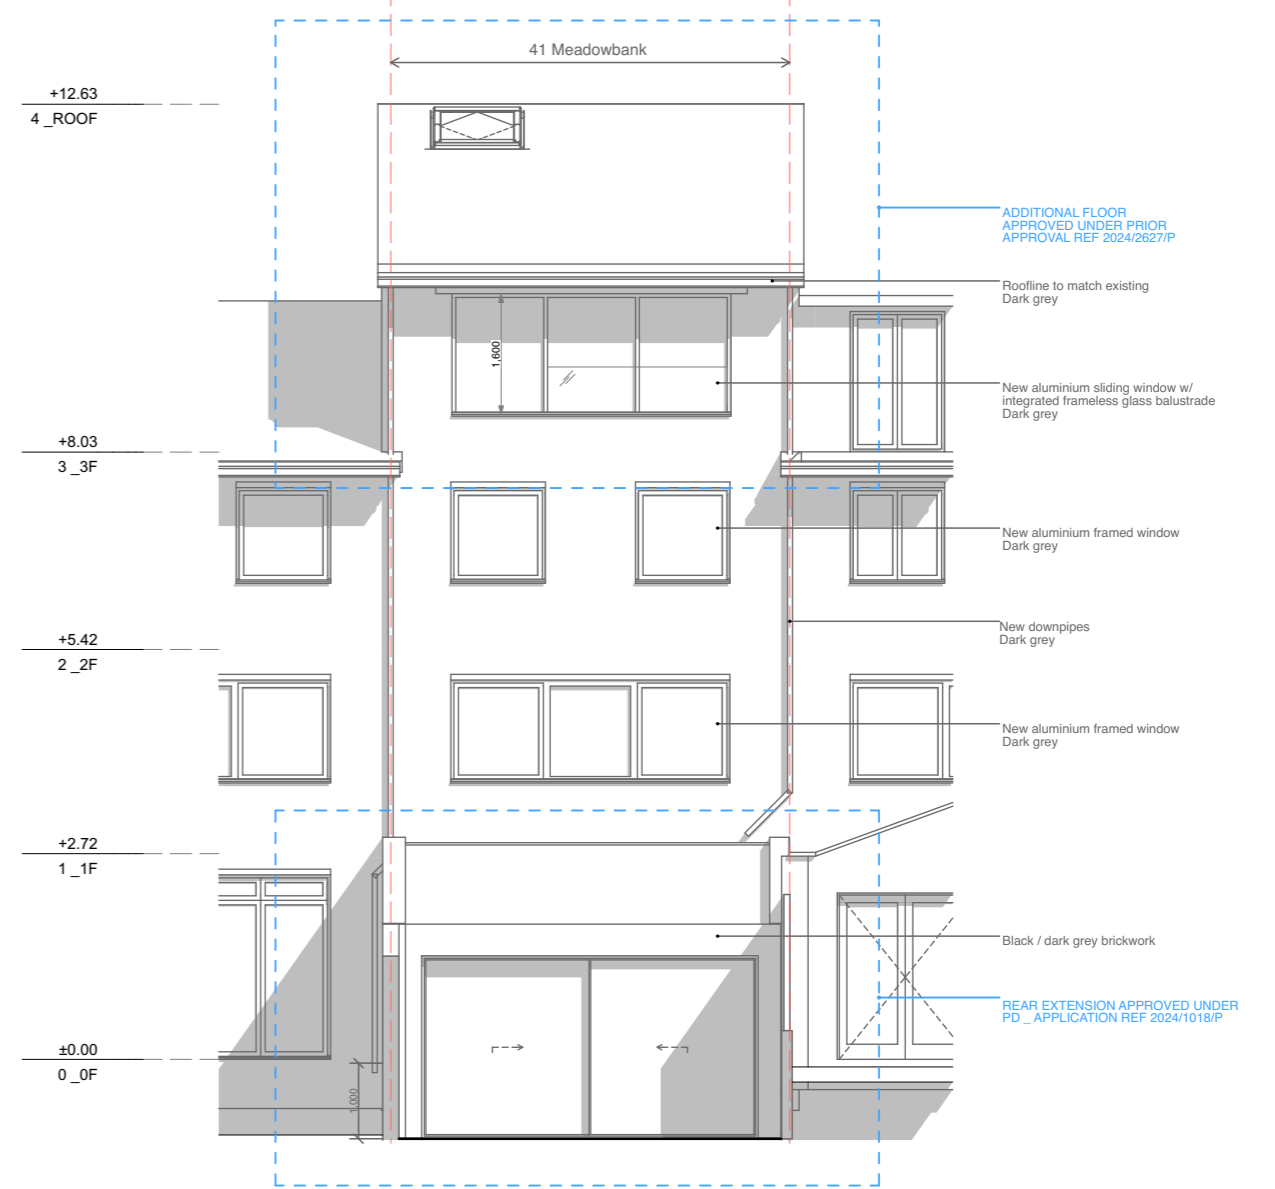 41 Meadowbank
+12.63
4 _ROOF
ADDITIONAL FLOOR
APPROVED UNDER PRIOR
APPROVAL REF 2024/2627/P
Roofline to match existing
Dark grey
1,600
New aluminium sliding window w/
integrated frameless glass balustrade
Dark grey
+8.03
3 _3F
New aluminium framed window
Dark grey
+5.42
2 _2F
New downpipes
Dark grey
New aluminium framed window
Dark grey
+2.72
1 _1F
Black / dark grey brickwork
REAR EXTENSION APPROVED UNDER
PD _ APPLICATION REF 2024/1018/P
±0.00
0 _0F
1,000